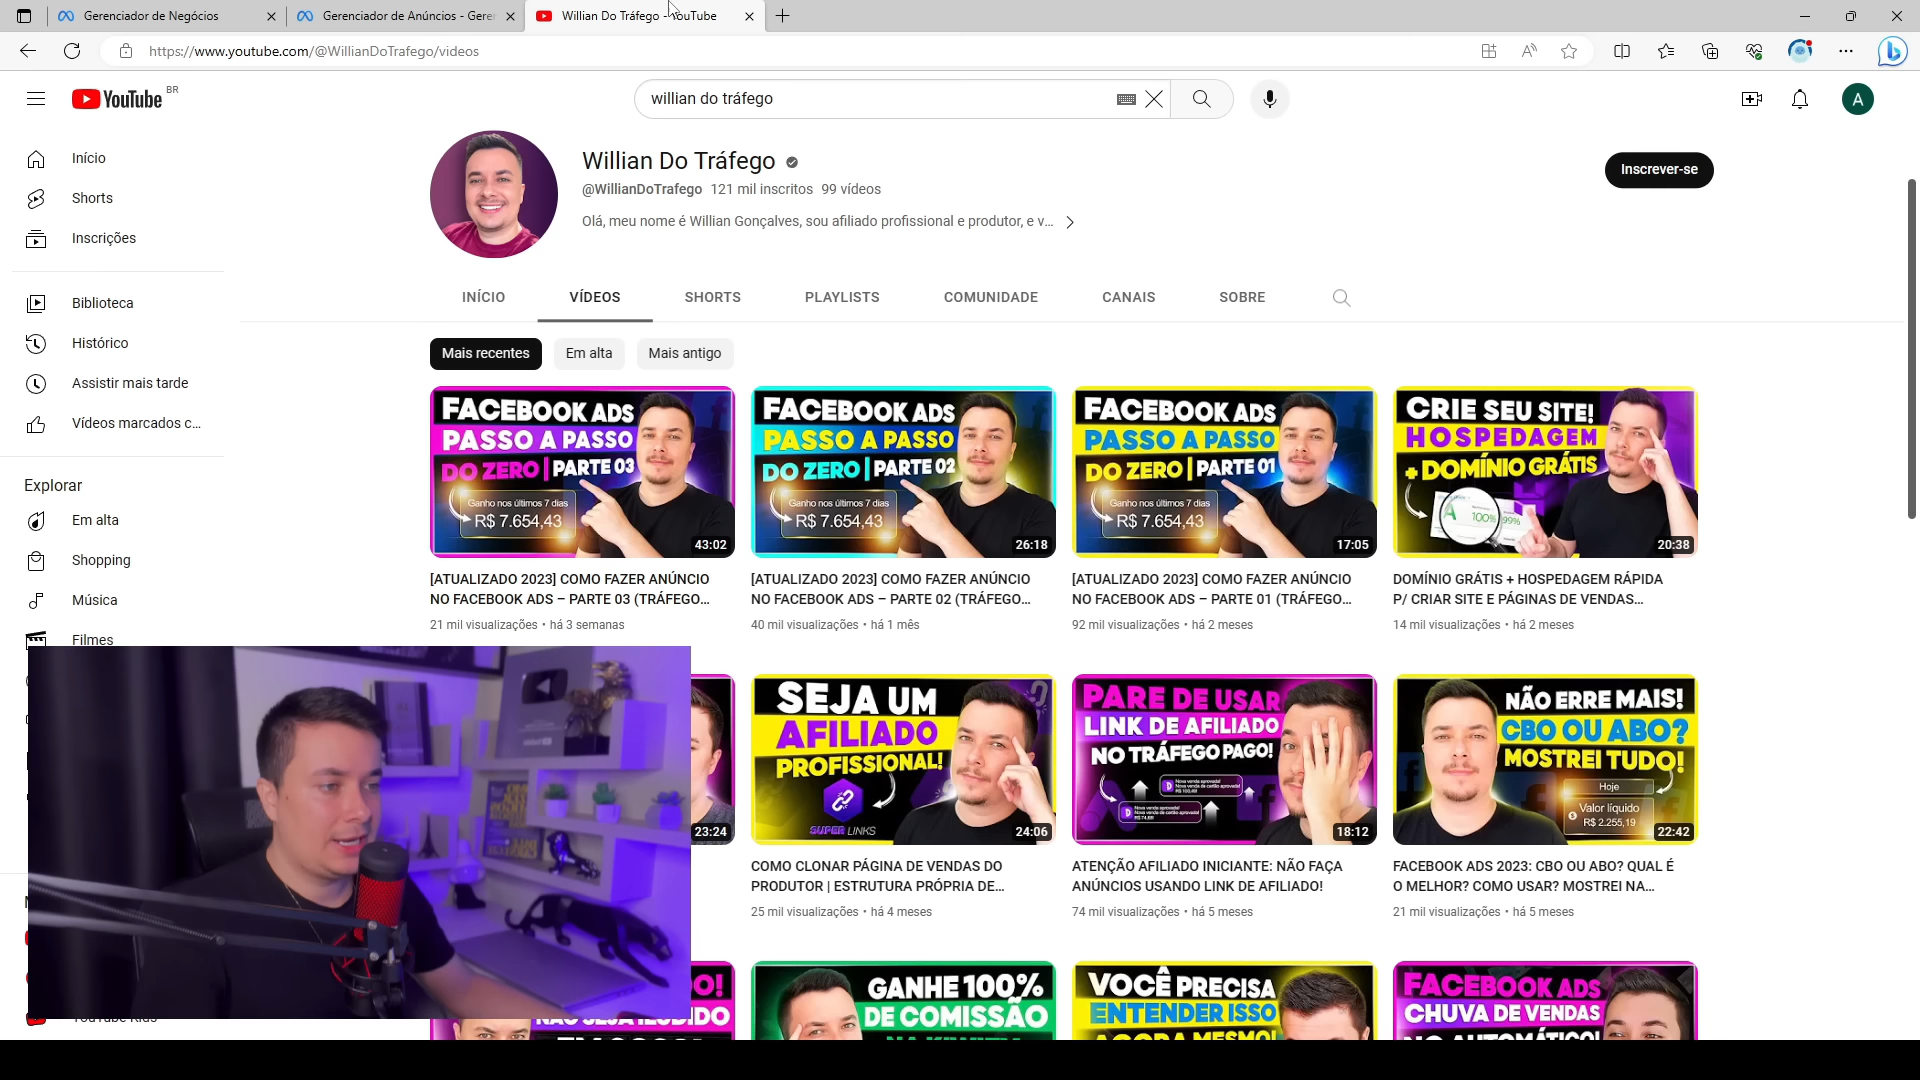 Gerenciador de Negócios
Gerenciador de Anúncios - Geren
Willian Do Tráfego - YouTube
https://www.youtube.com/@WillianDoTrafego/videos
YouTube BR
willian do tráfego
A
Início
Shorts
Inscrições
Biblioteca
Histórico
Assistir mais tarde
Vídeos marcados c...
Explorar
Em alta
Shopping
Música
Filmes
Willian Do Tráfego
@WillianDoTrafego 121 mil inscritos 99 vídeos
Olá, meu nome é Willian Gonçalves, sou afiliado profissional e produtor, e v...
Inscrever-se
INÍCIO
VÍDEOS
SHORTS
PLAYLISTS
COMUNIDADE
CANAIS
SOBRE
Mais recentes
Em alta
Mais antigo
FACEBOOK ADS
PASSO A PASSO
DO ZERO | PARTE 03
Ganho nos últimos 7 dias
R$ 7.654,43
43:02
[ATUALIZADO 2023] COMO FAZER ANÚNCIO
NO FACEBOOK ADS – PARTE 03 (TRÁFEGO...
21 mil visualizações • há 3 semanas
FACEBOOK ADS
PASSO A PASSO
DO ZERO | PARTE 02
Ganho nos últimos 7 dias
R$ 7.654,43
26:18
[ATUALIZADO 2023] COMO FAZER ANÚNCIO
NO FACEBOOK ADS – PARTE 02 (TRÁFEGO...
40 mil visualizações • há 1 mês
FACEBOOK ADS
PASSO A PASSO
DO ZERO | PARTE 01
Ganho nos últimos 7 dias
R$ 7.654,43
17:05
[ATUALIZADO 2023] COMO FAZER ANÚNCIO
NO FACEBOOK ADS – PARTE 01 (TRÁFEGO...
92 mil visualizações • há 2 meses
CRIE SEU SITE!
HOSPEDAGEM
+ DOMÍNIO GRÁTIS
A 100% 99%
20:38
DOMÍNIO GRÁTIS + HOSPEDAGEM RÁPIDA
P/ CRIAR SITE E PÁGINAS DE VENDAS...
14 mil visualizações • há 2 meses
23:24
SEJA UM
AFILIADO
PROFISSIONAL!
SUPER LINKS
24:06
COMO CLONAR PÁGINA DE VENDAS DO
PRODUTOR | ESTRUTURA PRÓPRIA DE...
25 mil visualizações • há 4 meses
PARE DE USAR
LINK DE AFILIADO
NO TRÁFEGO PAGO!
18:12
ATENÇÃO AFILIADO INICIANTE: NÃO FAÇA
ANÚNCIOS USANDO LINK DE AFILIADO!
74 mil visualizações • há 5 meses
NÃO ERRE MAIS!
CBO OU ABO?
MOSTREI TUDO!
Hoje
Valor líquido
R$ 2.255,19
22:42
FACEBOOK ADS 2023: CBO OU ABO? QUAL É
O MELHOR? COMO USAR? MOSTREI NA...
21 mil visualizações • há 5 meses
YouTube Kids
NÃO SEJA ILUDIDO
GANHE 100%
DE COMISSÃO
NA KIWIFY
VOCÊ PRECISA
ENTENDER ISSO
AGORA MESMO!
FACEBOOK ADS
CHUVA DE VENDAS
NO AUTOMÁTICO!